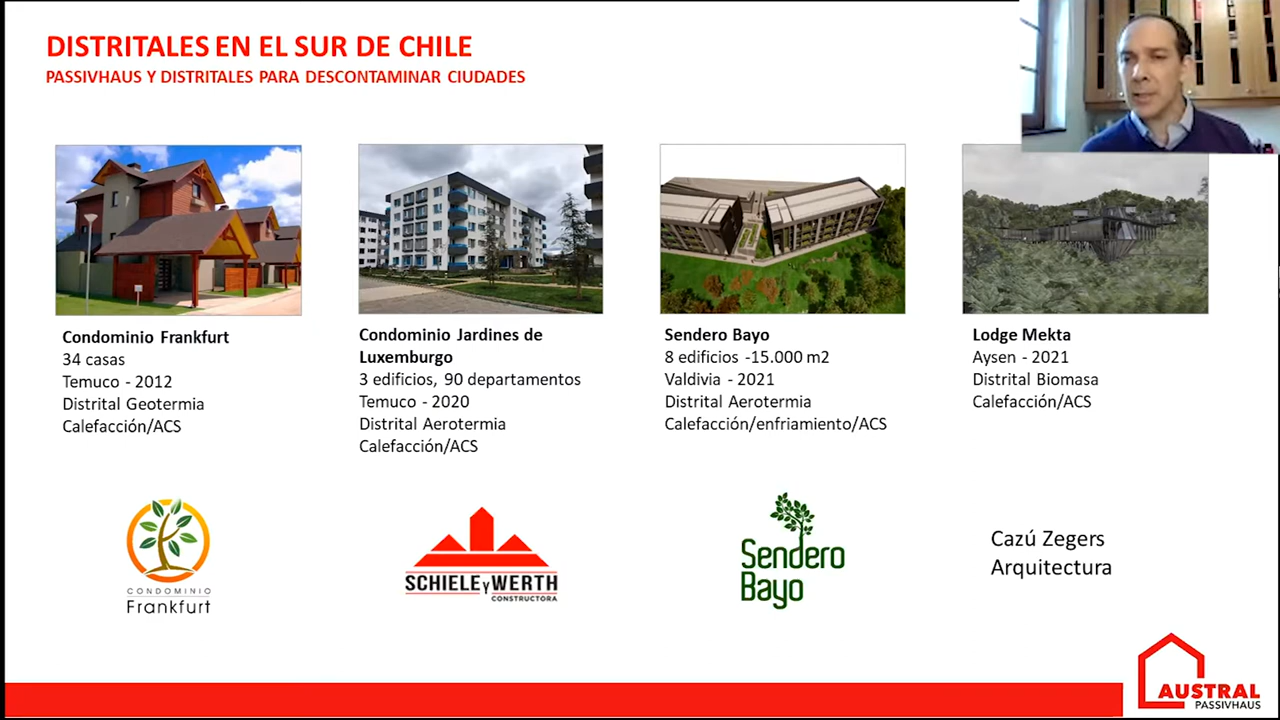 DISTRITALES EN EL SUR DE CHILE
PASSIVHAUS Y DISTRITALES PARA DESCONTAMINAR CIUDADES
Condominio Frankfurt
34 casas
Temuco - 2012
Distrital Geotermia
Calefacción/ACS
Condominio Jardines de
Luxemburgo
3 edificios, 90 departamentos
Temuco - 2020
Distrital Aerotermia
Calefacción/ACS
Sendero Bayo
8 edificios -15.000 m2
Valdivia - 2021
Distrital Aerotermia
Calefacción/enfriamiento/ACS
Lodge Mekta
Aysen - 2021
Distrital Biomasa
Calefacción/ACS
CONDOMINIO
Frankfurt
SCHIELE Y WERTH
CONSTRUCTORA
Sendero
Bayo
Cazú Zegers
Arquitectura
AUSTRAL
PASSIVHAUS